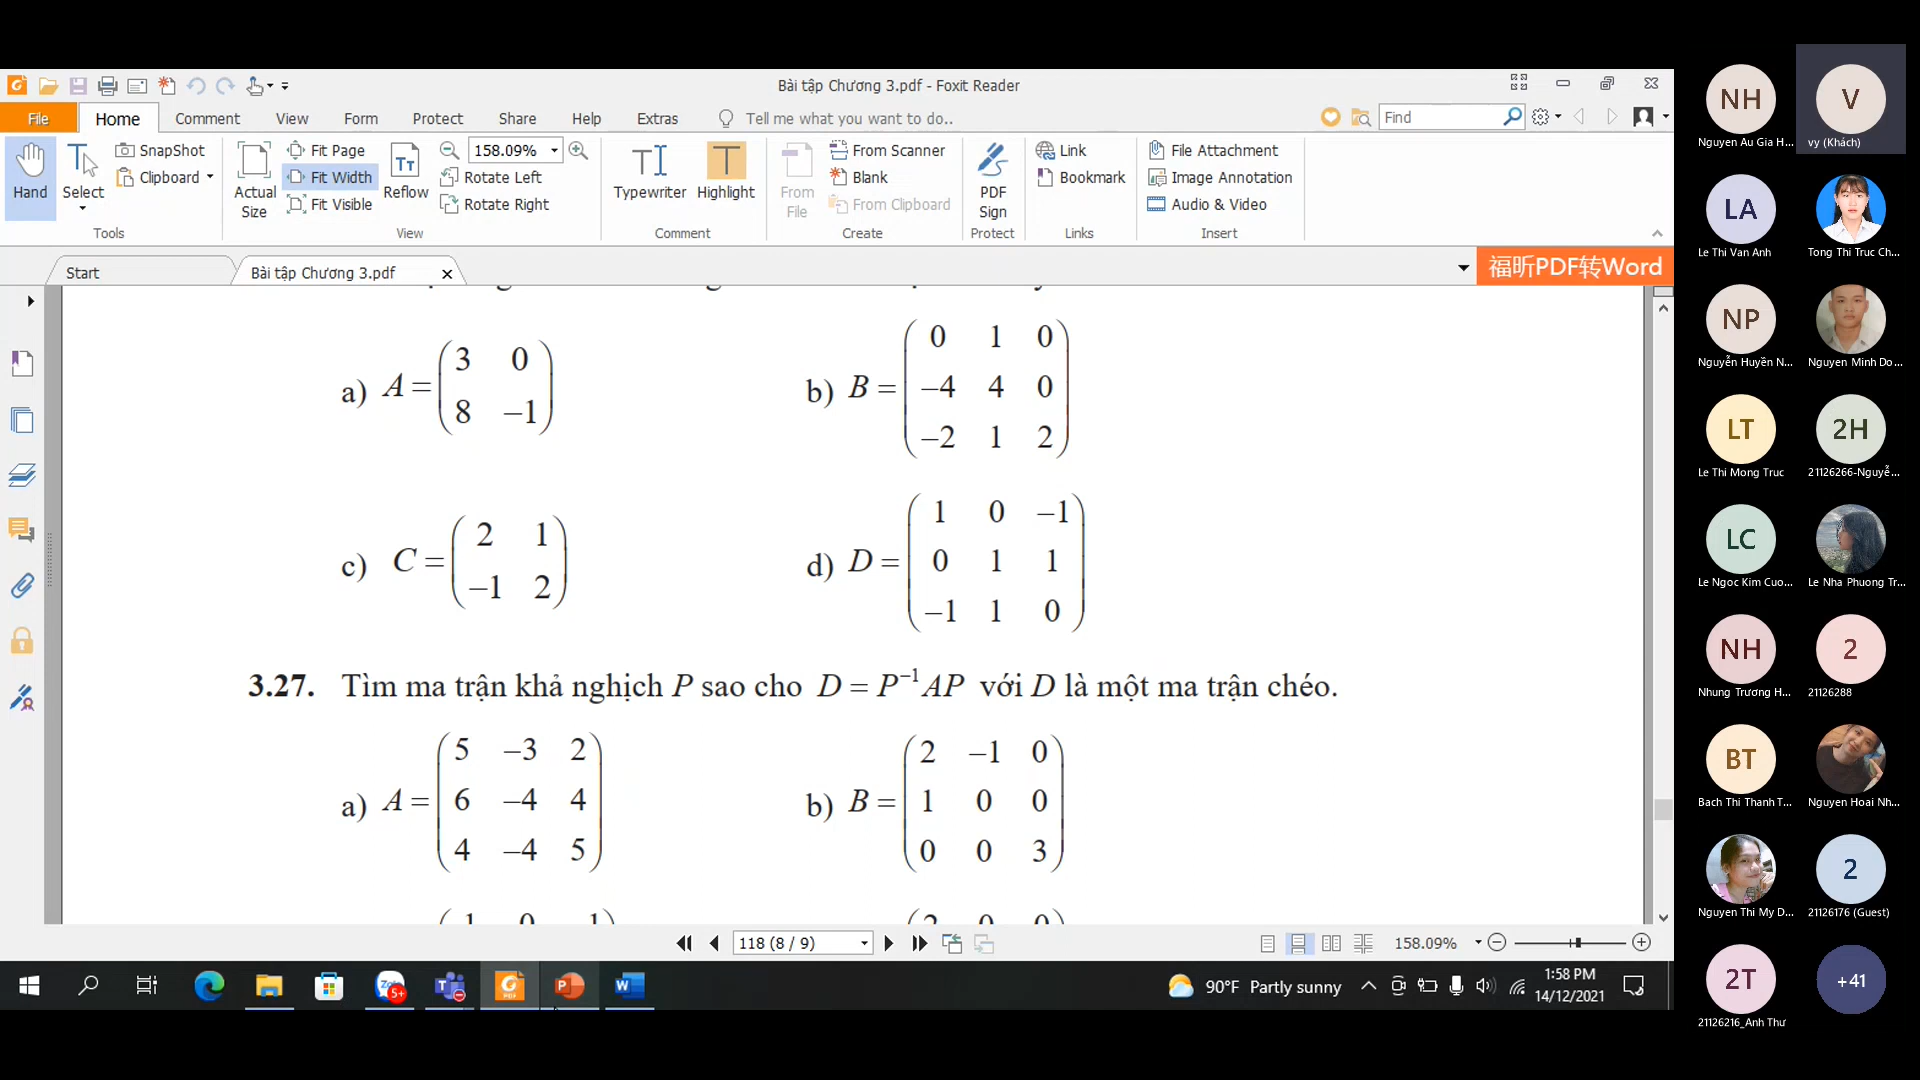 Bài tập Chương 3.pdf - Foxit Reader
File Home Comment View Form Protect Share Help Extras Tell me what you want to do.. Find
Hand
Select
SnapShot
Clipboard
Tools
Actual Size
Fit Page
Fit Width
Fit Visible
Reflow
158.09%
Rotate Left
Rotate Right
View
Typewriter
Highlight
Comment
From File
From Scanner
Blank
From Clipboard
Create
PDF Sign
Protect
Link
Bookmark
Links
File Attachment
Image Annotation
Audio & Video
Insert
Start
Bài tập Chương 3.pdf
福昕PDF转Word
a) A = ( 3 0
8 –1 )
b) B = ( 0 1 0
–4 4 0
–2 1 2 )
c) C = ( 2 1
–1 2 )
d) D = ( 1 0 –1
0 1 1
–1 1 0 )
3.27. Tìm ma trận khả nghịch P sao cho D = P⁻¹AP với D là một ma trận chéo.
a) A = ( 5 –3 2
6 –4 4
4 –4 5 )
b) B = ( 2 –1 0
1 0 0
0 0 3 )
118 (8 / 9)
158.09%
90°F Partly sunny
1:58 PM
14/12/2021
NH
Nguyen Au Gia H...
V
vy (Khách)
LA
Le Thi Van Anh
Tong Thi Truc Ch...
NP
Nguyễn Huyền N...
Nguyen Minh Do...
LT
Le Thi Mong Truc
2H
21126266-Nguyễ...
LC
Le Ngoc Kim Cuo...
Le Nha Phuong Tr...
NH
Nhung Trương H...
2
21126288
BT
Bach Thi Thanh T...
Nguyen Hoai Nh...
Nguyen Thi My D...
2
21126176 (Guest)
2T
21126216_Anh Thư
+41